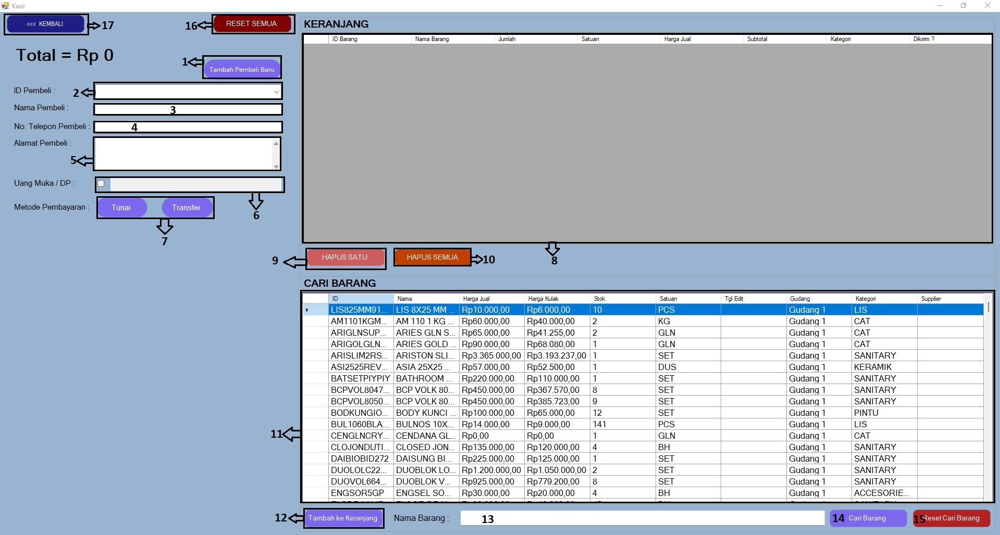 Kasir
<<< KEMBALI
17
16
RESET SEMUA
Total = Rp 0
1
Tambah Pembeli Baru
ID Pembeli :
2
Nama Pembeli :
3
No. Telepon Pembeli :
4
Alamat Pembeli :
5
Uang Muka / DP :
6
Metode Pembayaran :
Tunai
Transfer
7
KERANJANG
ID Barang Nama Barang Jumlah Satuan Harga Jual Subtotal Kategori Dikirim ?
8
9
HAPUS SATU
HAPUS SEMUA
10
CARI BARANG
ID Nama Harga Jual Harga Kulak Stok Satuan Tgl Edit Gudang Kategori Supplier
LIS825MM91... LIS 8X25 MM ... Rp10.000,00 Rp6.000,00 10 PCS Gudang 1 LIS
AM1101KGM... AM 110 1 KG ... Rp60.000,00 Rp40.000,00 2 KG Gudang 1 CAT
ARIGLNSUP... ARIES GLN S... Rp65.000,00 Rp41.255,00 2 GLN Gudang 1 CAT
ARIGOLGLN... ARIES GOLD ... Rp90.000,00 Rp68.080,00 1 GLN Gudang 1 CAT
ARISLIM2RS... ARISTON SLI... Rp3.365.000,00 Rp3.193.237,00 1 SET Gudang 1 SANITARY
ASI2525REV... ASIA 25X25 ... Rp57.000,00 Rp52.500,00 1 DUS Gudang 1 KERAMIK
BATSETPIYPIY BATHROOM ... Rp220.000,00 Rp110.000,00 1 SET Gudang 1 SANITARY
BCPVOL8047... BCP VOLK 80... Rp450.000,00 Rp367.570,00 8 SET Gudang 1 SANITARY
BCPVOL8050... BCP VOLK 80... Rp450.000,00 Rp385.723,00 9 SET Gudang 1 SANITARY
BODKUNGIO... BODY KUNCI ... Rp100.000,00 Rp65.000,00 12 SET Gudang 1 PINTU
BUL1060BLA... BULNOS 10X... Rp14.000,00 Rp9.000,00 141 PCS Gudang 1 LIS
CENGLNCRY... CENDANA GL... Rp0,00 Rp0,00 1 GLN Gudang 1 CAT
CLOJONDUTI... CLOSED JON... Rp135.000,00 Rp120.000,00 4 BH Gudang 1 SANITARY
DAIBIOBID272 DAISUNG BI... Rp225.000,00 Rp125.000,00 1 SET Gudang 1 SANITARY
DUOLOLC22... DUOBLOK LO... Rp1.200.000,00 Rp1.050.000,00 2 SET Gudang 1 SANITARY
DUOVOL664... DUOBLOK V... Rp925.000,00 Rp779.200,00 8 SET Gudang 1 SANITARY
ENGSOR5GP ENGSEL SO... Rp30.000,00 Rp20.000,00 4 BH Gudang 1 ACCESORIE...
11
12
Tambah ke Keranjang
Nama Barang :
13
14
Cari Barang
15
Reset Cari Barang